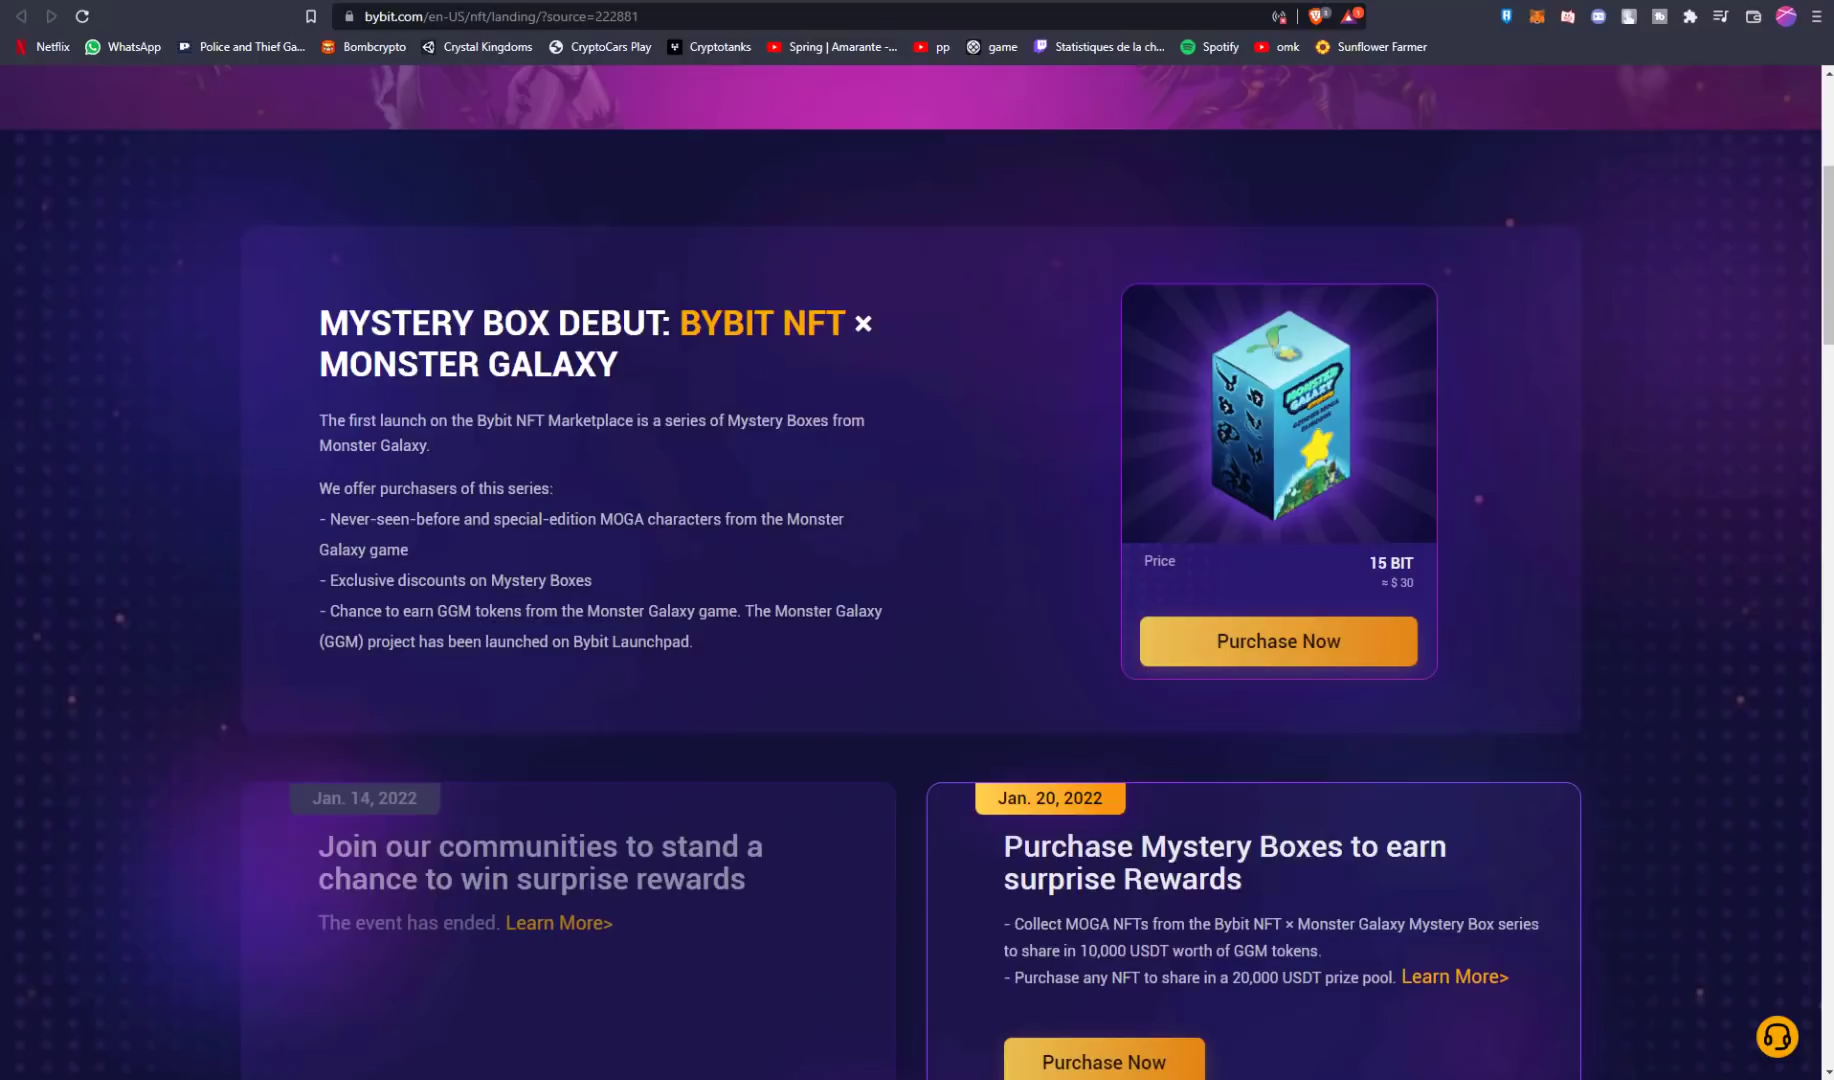 bybit.com/en-US/nft/landing/?source=222881
Netflix WhatsApp Police and Thief Ga... Bombcrypto Crystal Kingdoms CryptoCars Play Cryptotanks Spring | Amarante -... pp game Statistiques de la ch... Spotify omk Sunflower Farmer
MYSTERY BOX DEBUT: BYBIT NFT ×
MONSTER GALAXY
The first launch on the Bybit NFT Marketplace is a series of Mystery Boxes from
Monster Galaxy.
We offer purchasers of this series:
- Never-seen-before and special-edition MOGA characters from the Monster
Galaxy game
- Exclusive discounts on Mystery Boxes
- Chance to earn GGM tokens from the Monster Galaxy game. The Monster Galaxy
(GGM) project has been launched on Bybit Launchpad.
MONSTER
GALAXY
Price 15 BIT
≈ $ 30
Purchase Now
Jan. 14, 2022
Join our communities to stand a
chance to win surprise rewards
The event has ended. Learn More>
Jan. 20, 2022
Purchase Mystery Boxes to earn
surprise Rewards
- Collect MOGA NFTs from the Bybit NFT × Monster Galaxy Mystery Box series
to share in 10,000 USDT worth of GGM tokens.
- Purchase any NFT to share in a 20,000 USDT prize pool. Learn More>
Purchase Now